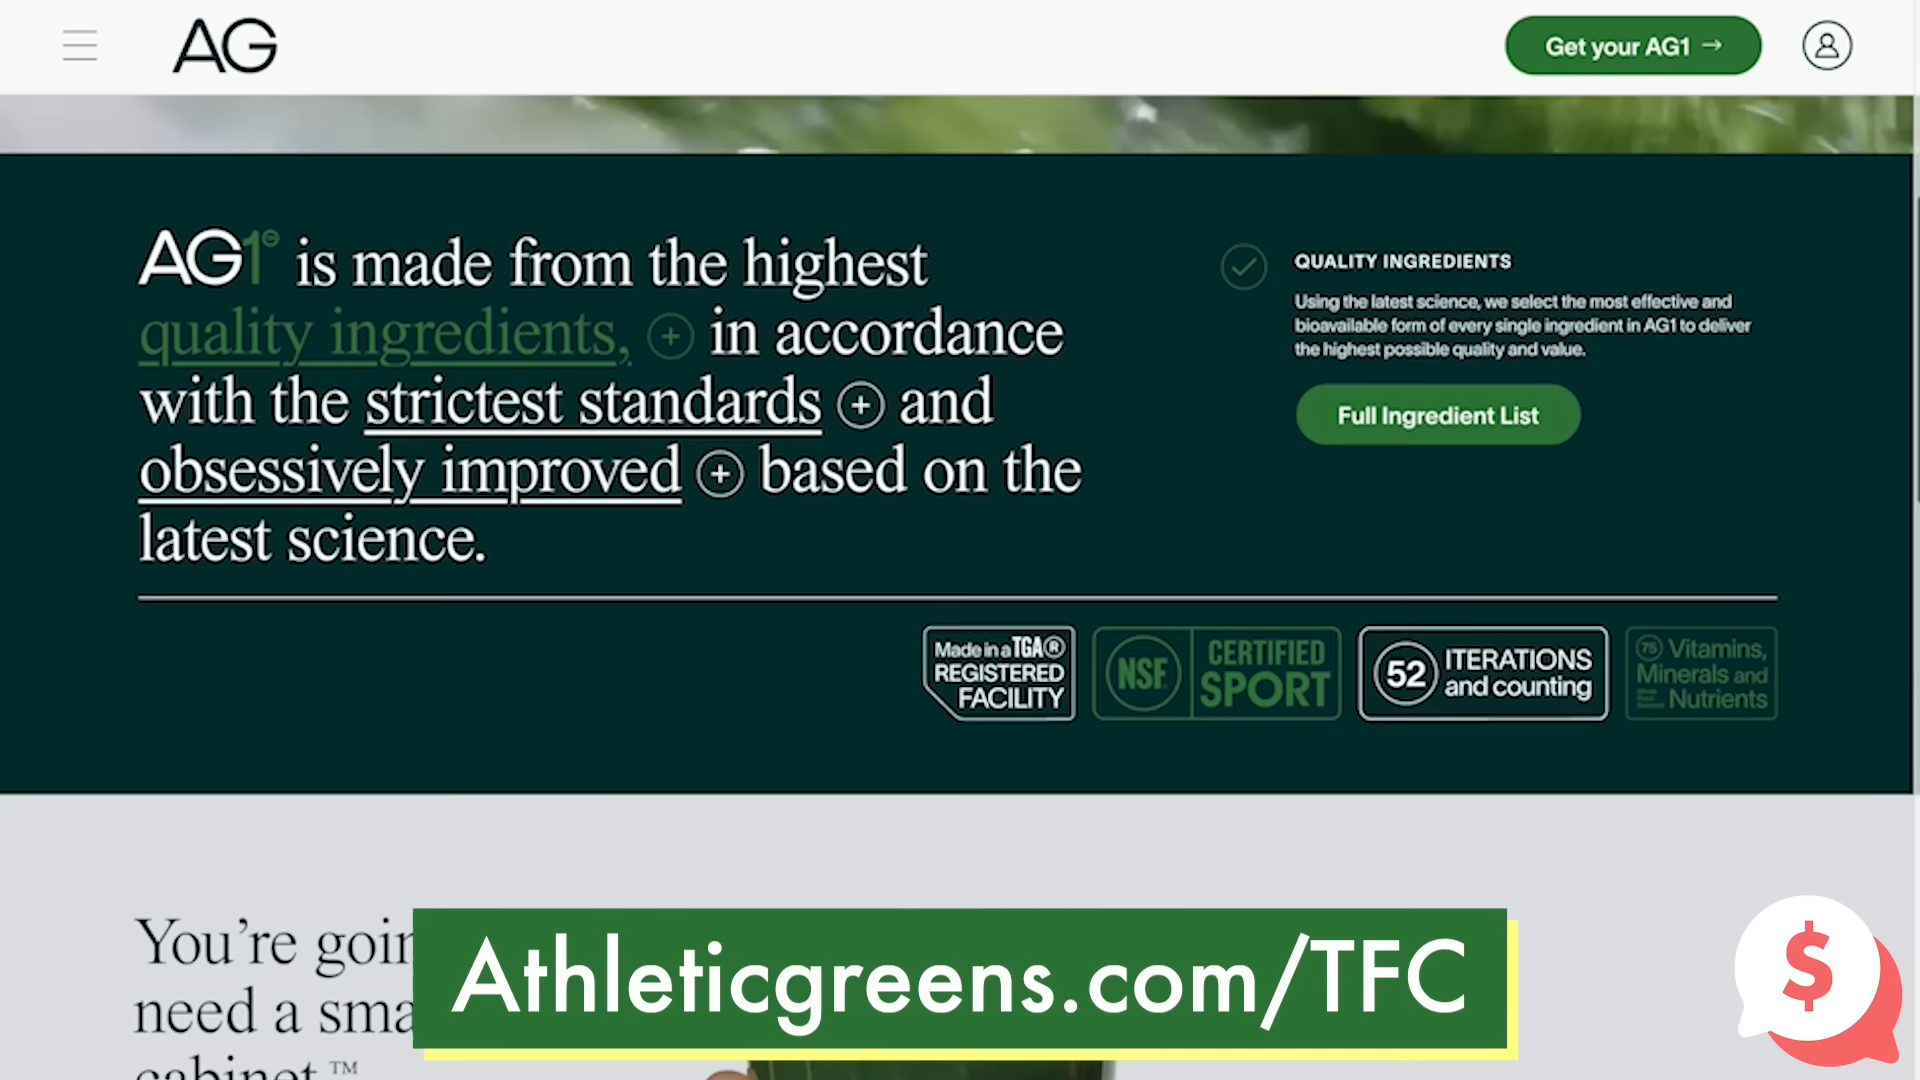 AG
Get your AG1 →
AG1 is made from the highest
quality ingredients, + in accordance
with the strictest standards + and
obsessively improved + based on the
latest science.
QUALITY INGREDIENTS
Using the latest science, we select the most effective and
bioavailable form of every single ingredient in AG1 to deliver
the highest possible quality and value.
Full Ingredient List
Made in a TGA®
REGISTERED
FACILITY
NSF
CERTIFIED
SPORT
52
ITERATIONS
and counting
75 Vitamins,
Minerals and
Nutrients
You're goin
need a sma
cabinet.™
Athleticgreens.com/TFC
$